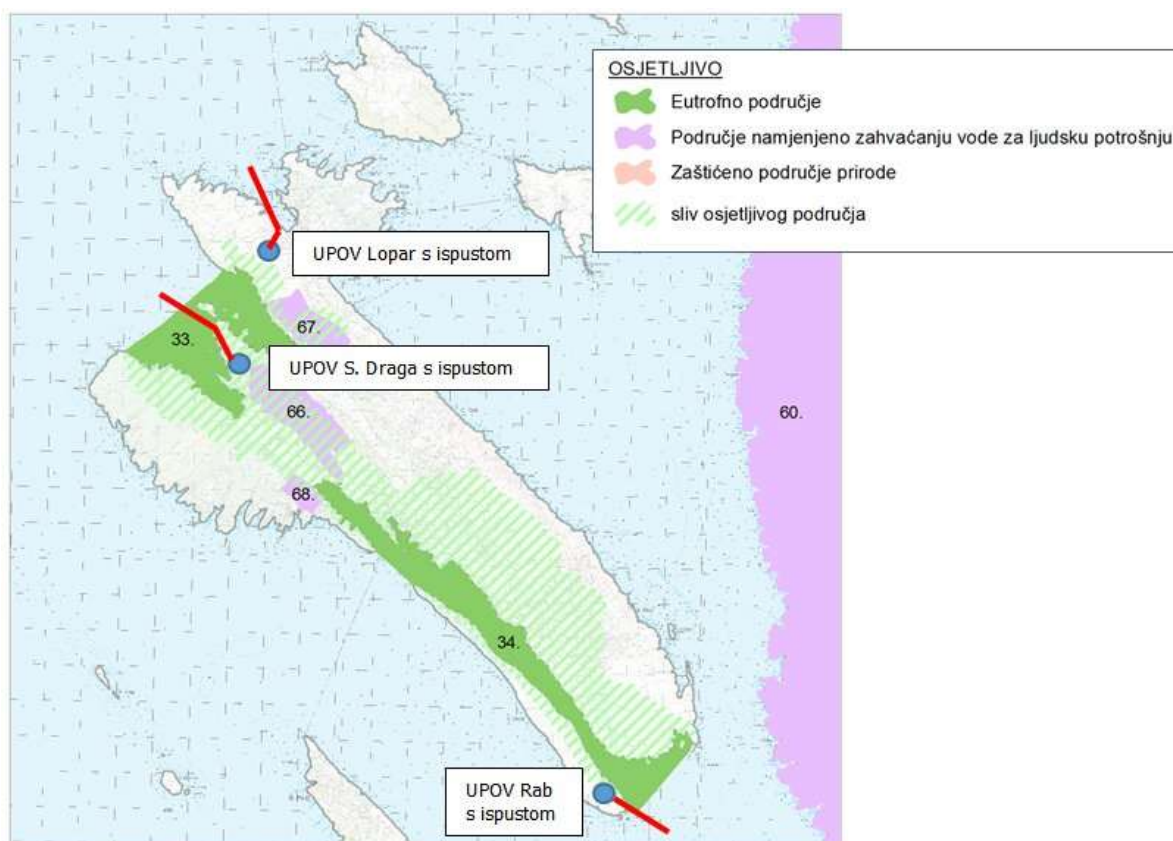 OSJETLJIVO
Eutrofno područje
Područje namjenjeno zahvaćanju vode za ljudsku potrošnju
Zaštićeno područje prirode
sliv osjetljivog područja
UPOV Lopar s ispustom
67.
33.
UPOV S. Draga s ispustom
66.
60.
68.
34.
UPOV Rab
s ispustom